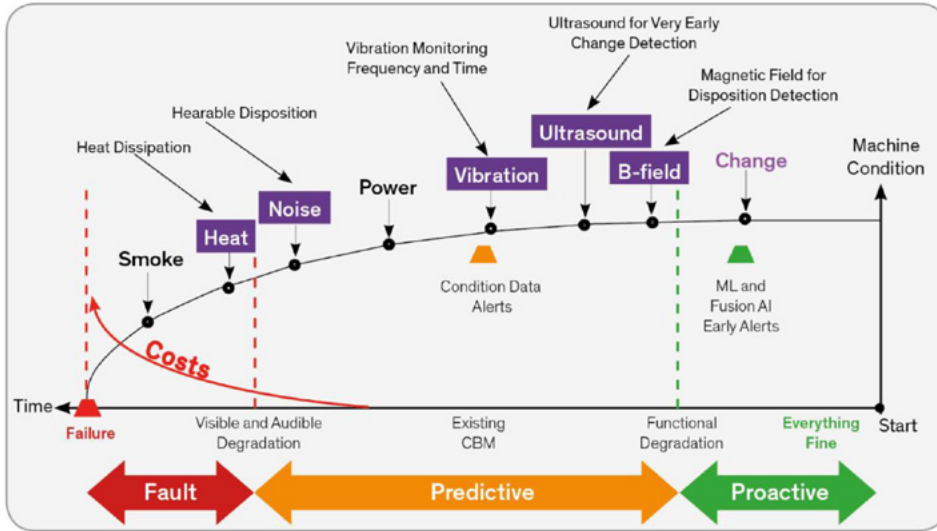 Ultrasound for Very Early
Change Detection
Vibration Monitoring
Frequency and Time
Magnetic Field for
Disposition Detection
Hearable Disposition
Heat Dissipation
Machine
Condition
Ultrasound
Change
B-field
Vibration
Power
Noise
Heat
Smoke
Condition Data
Alerts
ML and
Fusion AI
Early Alerts
Costs
Time
Start
Failure
Visible and Audible
Degradation
Existing
CBM
Functional
Degradation
Everything
Fine
Fault
Predictive
Proactive